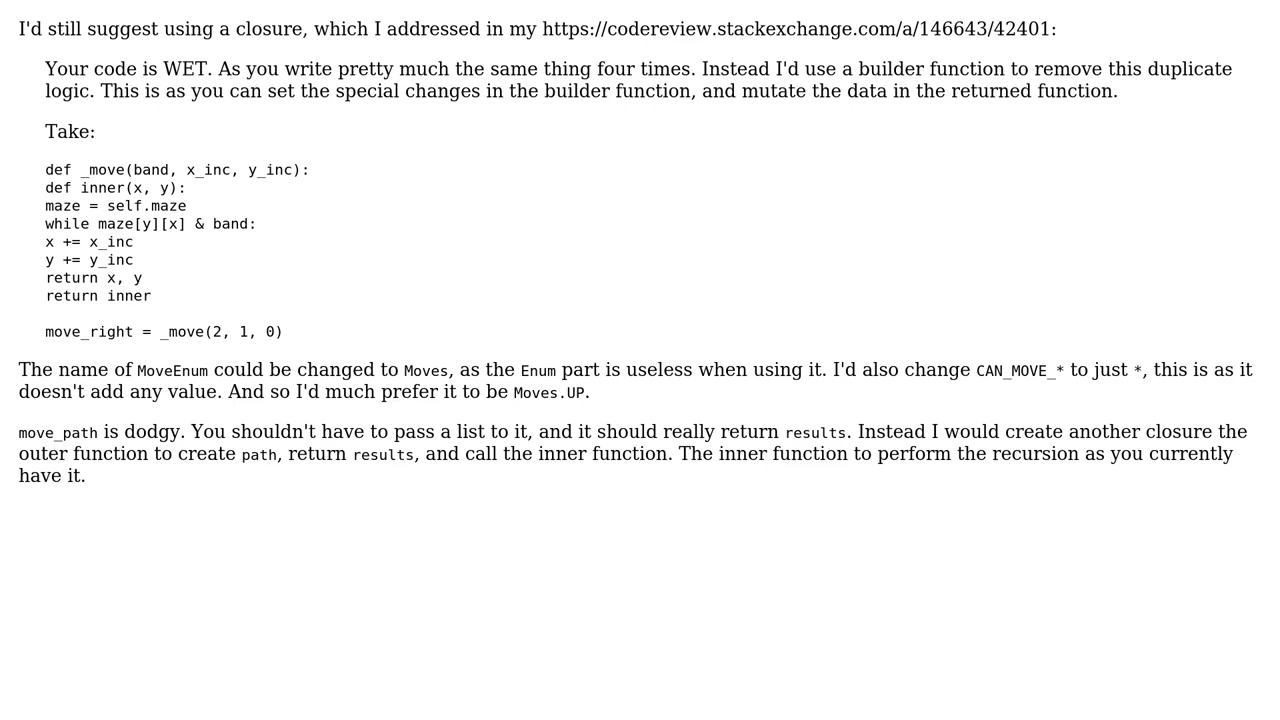 I'd still suggest using a closure, which I addressed in my https://codereview.stackexchange.com/a/146643/42401:
Your code is WET. As you write pretty much the same thing four times. Instead I'd use a builder function to remove this duplicate
logic. This is as you can set the special changes in the builder function, and mutate the data in the returned function.
Take:
def _move(band, x_inc, y_inc):
def inner(x, y):
maze = self.maze
while maze[y][x] & band:
x += x_inc
y += y_inc
return x, y
return inner
move_right = _move(2, 1, 0)
The name of MoveEnum could be changed to Moves, as the Enum part is useless when using it. I'd also change CAN_MOVE_* to just *, this is as it
doesn't add any value. And so I'd much prefer it to be Moves.UP.
move_path is dodgy. You shouldn't have to pass a list to it, and it should really return results. Instead I would create another closure the
outer function to create path, return results, and call the inner function. The inner function to perform the recursion as you currently
have it.